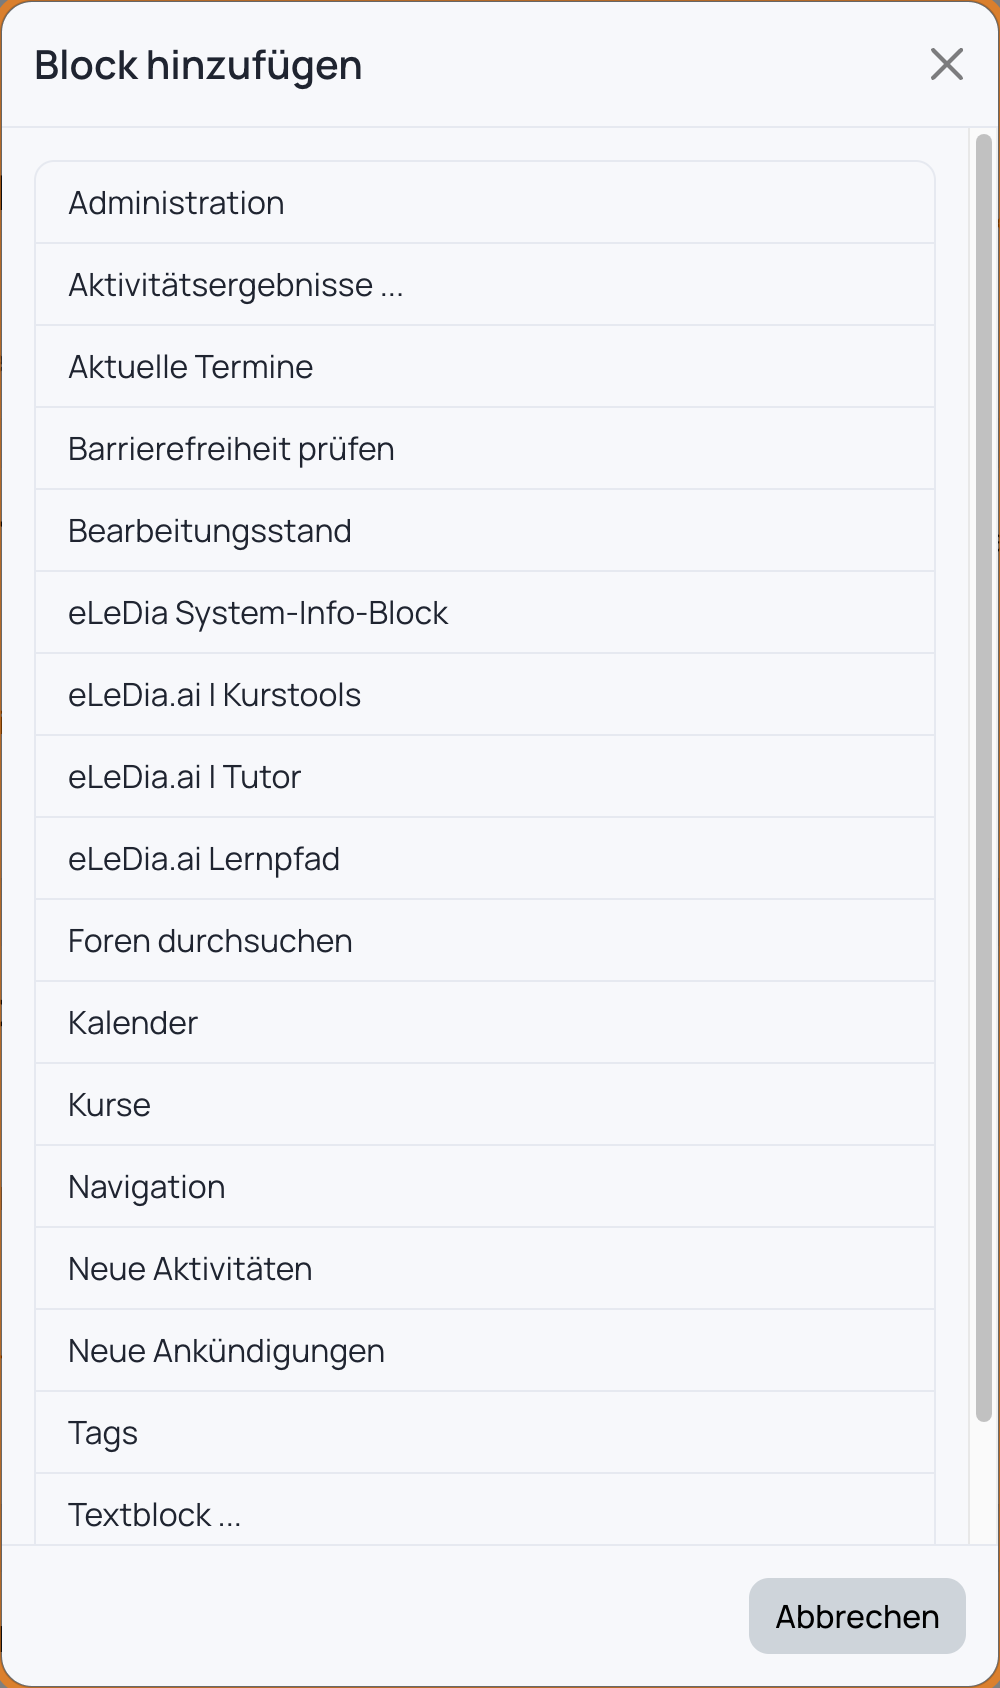 Block hinzufügen
Administration
Aktivitätsergebnisse ...
Aktuelle Termine
Barrierefreiheit prüfen
Bearbeitungsstand
eLeDia System-Info-Block
eLeDia.ai | Kurstools
eLeDia.ai | Tutor
eLeDia.ai Lernpfad
Foren durchsuchen
Kalender
Kurse
Navigation
Neue Aktivitäten
Neue Ankündigungen
Tags
Textblock ...
Abbrechen